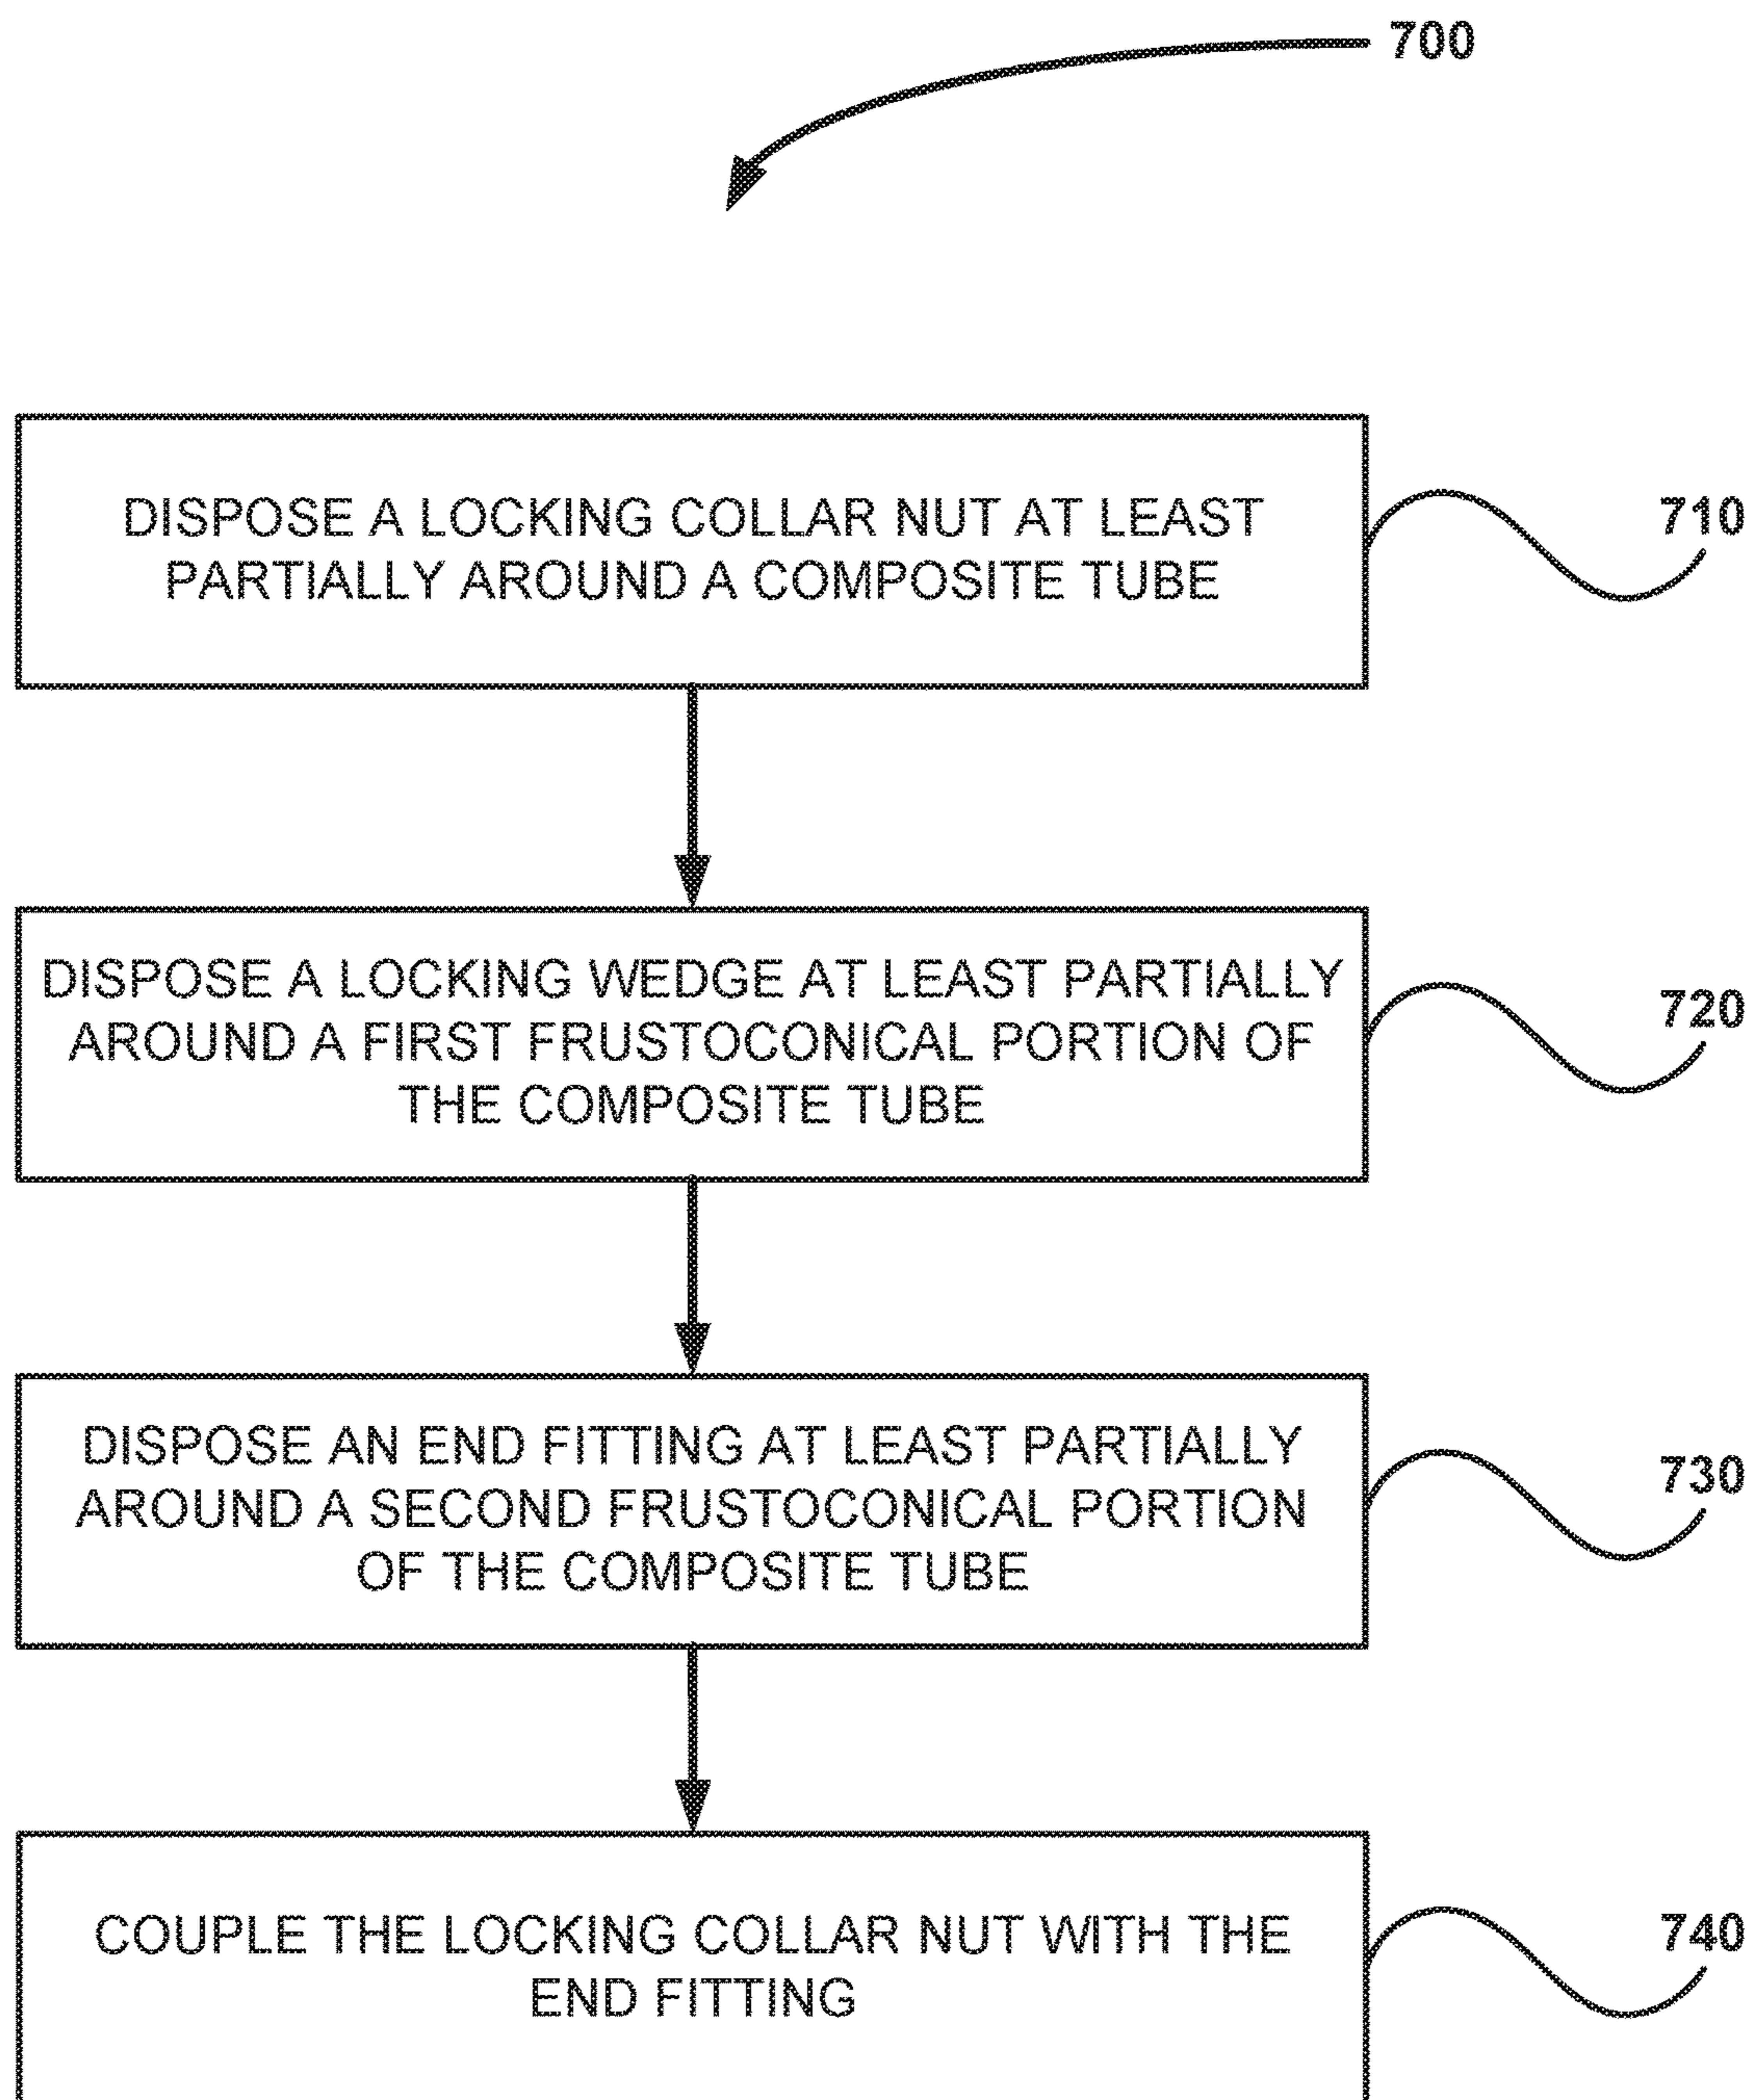 700
DISPOSE A LOCKING COLLAR NUT AT LEAST
PARTIALLY AROUND A COMPOSITE TUBE
710
DISPOSE A LOCKING WEDGE AT LEAST PARTIALLY
AROUND A FIRST FRUSTOCONICAL PORTION OF
THE COMPOSITE TUBE
720
DISPOSE AN END FITTING AT LEAST PARTIALLY
AROUND A SECOND FRUSTOCONICAL PORTION
OF THE COMPOSITE TUBE
730
COUPLE THE LOCKING COLLAR NUT WITH THE
END FITTING
740